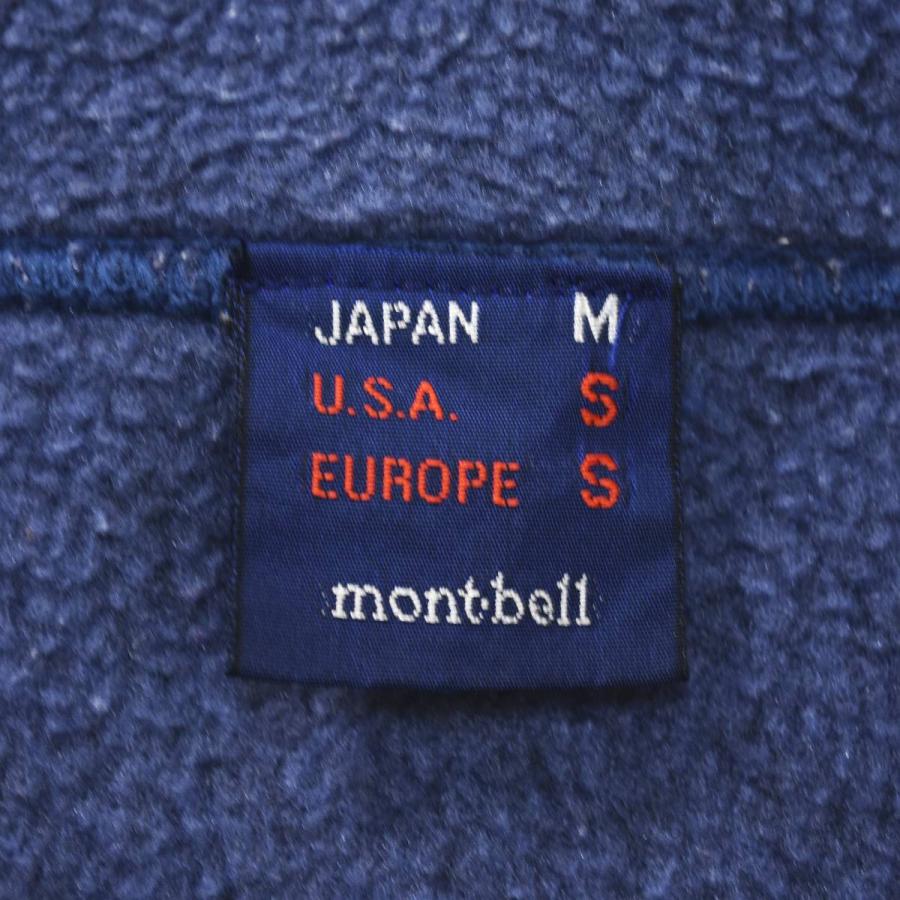 JAPAN M
U.S.A. S
EUROPE S
mont·bell